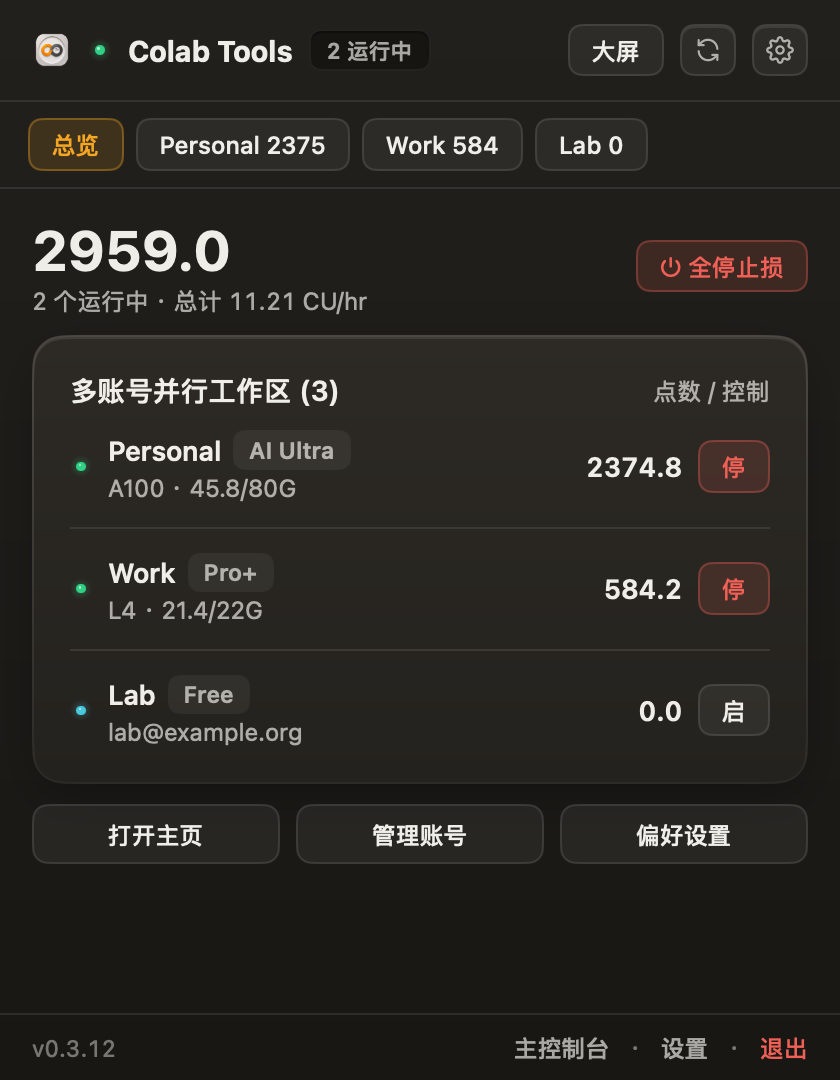 Colab Tools 2 运行中 大屏
总览 Personal 2375 Work 584 Lab 0
2959.0
全停止损
2 个运行中 · 总计 11.21 CU/hr
多账号并行工作区 (3) 点数 / 控制
Personal AI Ultra
2374.8 停
A100 · 45.8/80G
Work Pro+
584.2 停
L4 · 21.4/22G
Lab Free
0.0 启
lab@example.org
打开主页 管理账号 偏好设置
v0.3.12 主控制台 · 设置 · 退出